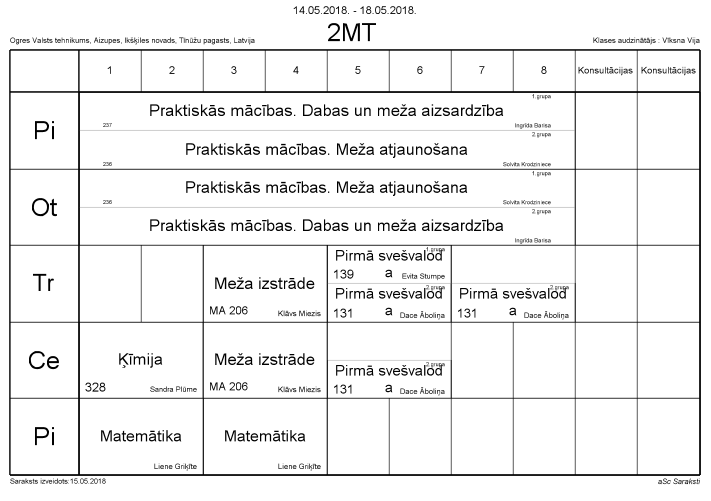 14.05.2018. - 18.05.2018.
2MT
Ogres Valsts tehnikums, Aizupes, Ikšķiles novads, Tīnūžu pagasts, Latvija
Klases audzinātājs : Vīksna Vija
1 2 3 4 5 6 7 8 Konsultācijas Konsultācijas
Pi
1.grupa
Praktiskās mācības. Dabas un meža aizsardzība
237 Ingrīda Barisa
2.grupa
Praktiskās mācības. Meža atjaunošana
236 Solvita Krodziniece
Ot
1.grupa
Praktiskās mācības. Meža atjaunošana
236 Solvita Krodziniece
2.grupa
Praktiskās mācības. Dabas un meža aizsardzība
Ingrīda Barisa
Tr
Meža izstrāde
MA 206 Klāvs Miezis
1.grupa
Pirmā svešvalod
a
139 Evita Stumpe
2.grupa
Pirmā svešvalod
a
131 Dace Āboliņa
2.grupa
Pirmā svešvalod
a
131 Dace Āboliņa
Ce
Ķīmija
328 Sandra Plūme
Meža izstrāde
MA 206 Klāvs Miezis
2.grupa
Pirmā svešvalod
a
131 Dace Āboliņa
Pi
Matemātika
Liene Griķīte
Matemātika
Liene Griķīte
Saraksts izveidots:15.05.2018
aSc Saraksti